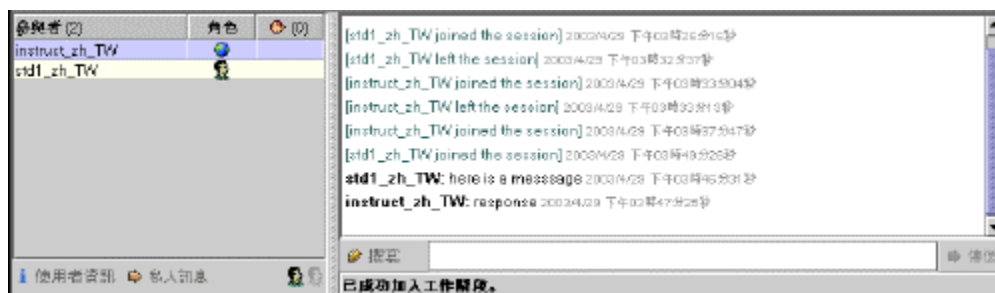 參與者 (2) 角色 (0)
instruct_zh_TW
std1_zh_TW
使用者資訊 私人訊息
[std1_zh_TW joined the session] 2003/4/29 下午03時26分16秒
[std1_zh_TW left the session] 2003/4/29 下午03時32分37秒
[instruct_zh_TW joined the session] 2003/4/29 下午03時33分04秒
[instruct_zh_TW left the session] 2003/4/29 下午03時33分13秒
[instruct_zh_TW joined the session] 2003/4/29 下午03時37分47秒
[std1_zh_TW joined the session] 2003/4/29 下午03時43分26秒
std1_zh_TW: here is a messsage 2003/4/29 下午03時46分31秒
instruct_zh_TW: response 2003/4/29 下午03時47分25秒
撰寫
已成功加入工作階段。